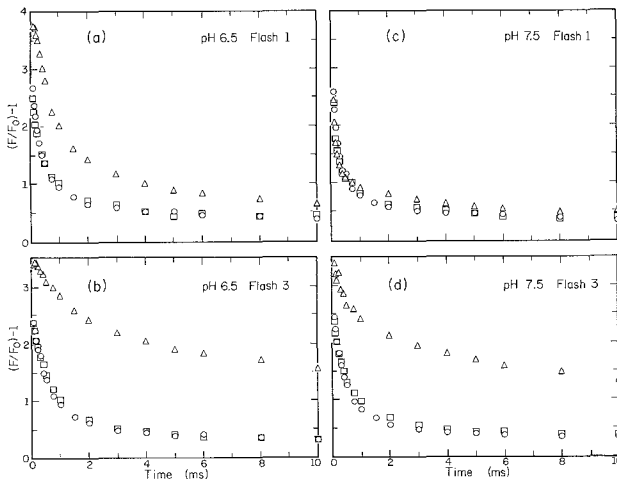 4
3
2
1
0
(F/F₀)-1
(a)
pH 6.5 Flash 1
(c)
pH 7.5 Flash 1
3
2
1
0
(F/F₀)-1
(b)
pH 6.5 Flash 3
(d)
pH 7.5 Flash 3
0 2 4 6 8 10
Time (ms)
0 2 4 6 8 10
Time (ms)